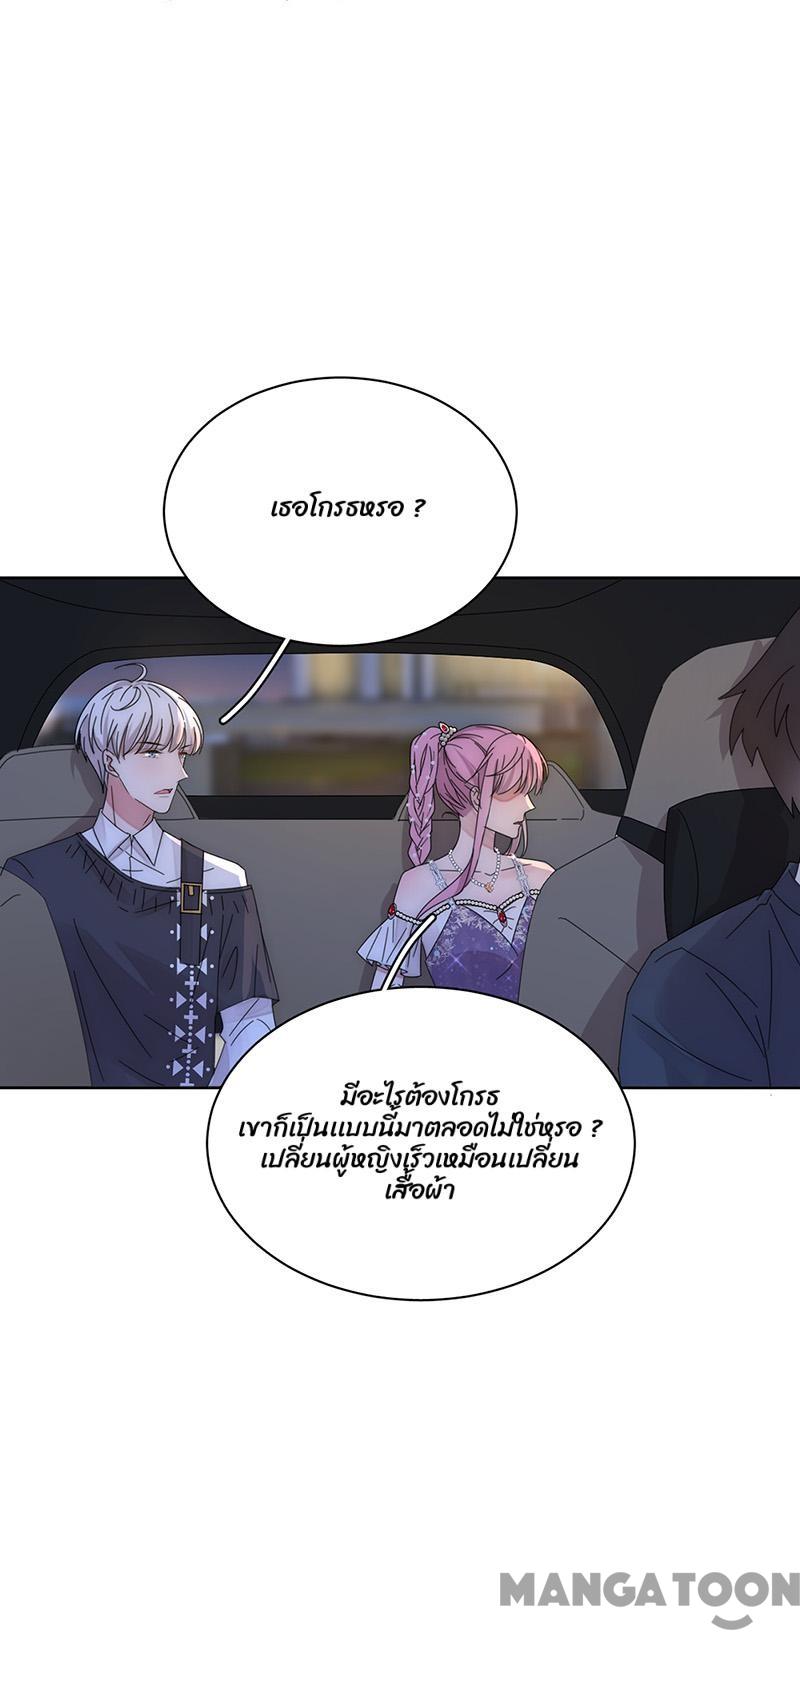 เธอโกรธหรอ ?
มีอะไรต้องโกรธ
เขาก็เป็นแบบนี้มาตลอดไม่ใช่หรอ ?
เปลี่ยนผู้หญิงเร็วเหมือนเปลี่ยน
เสื้อผ้า
MANGATOON